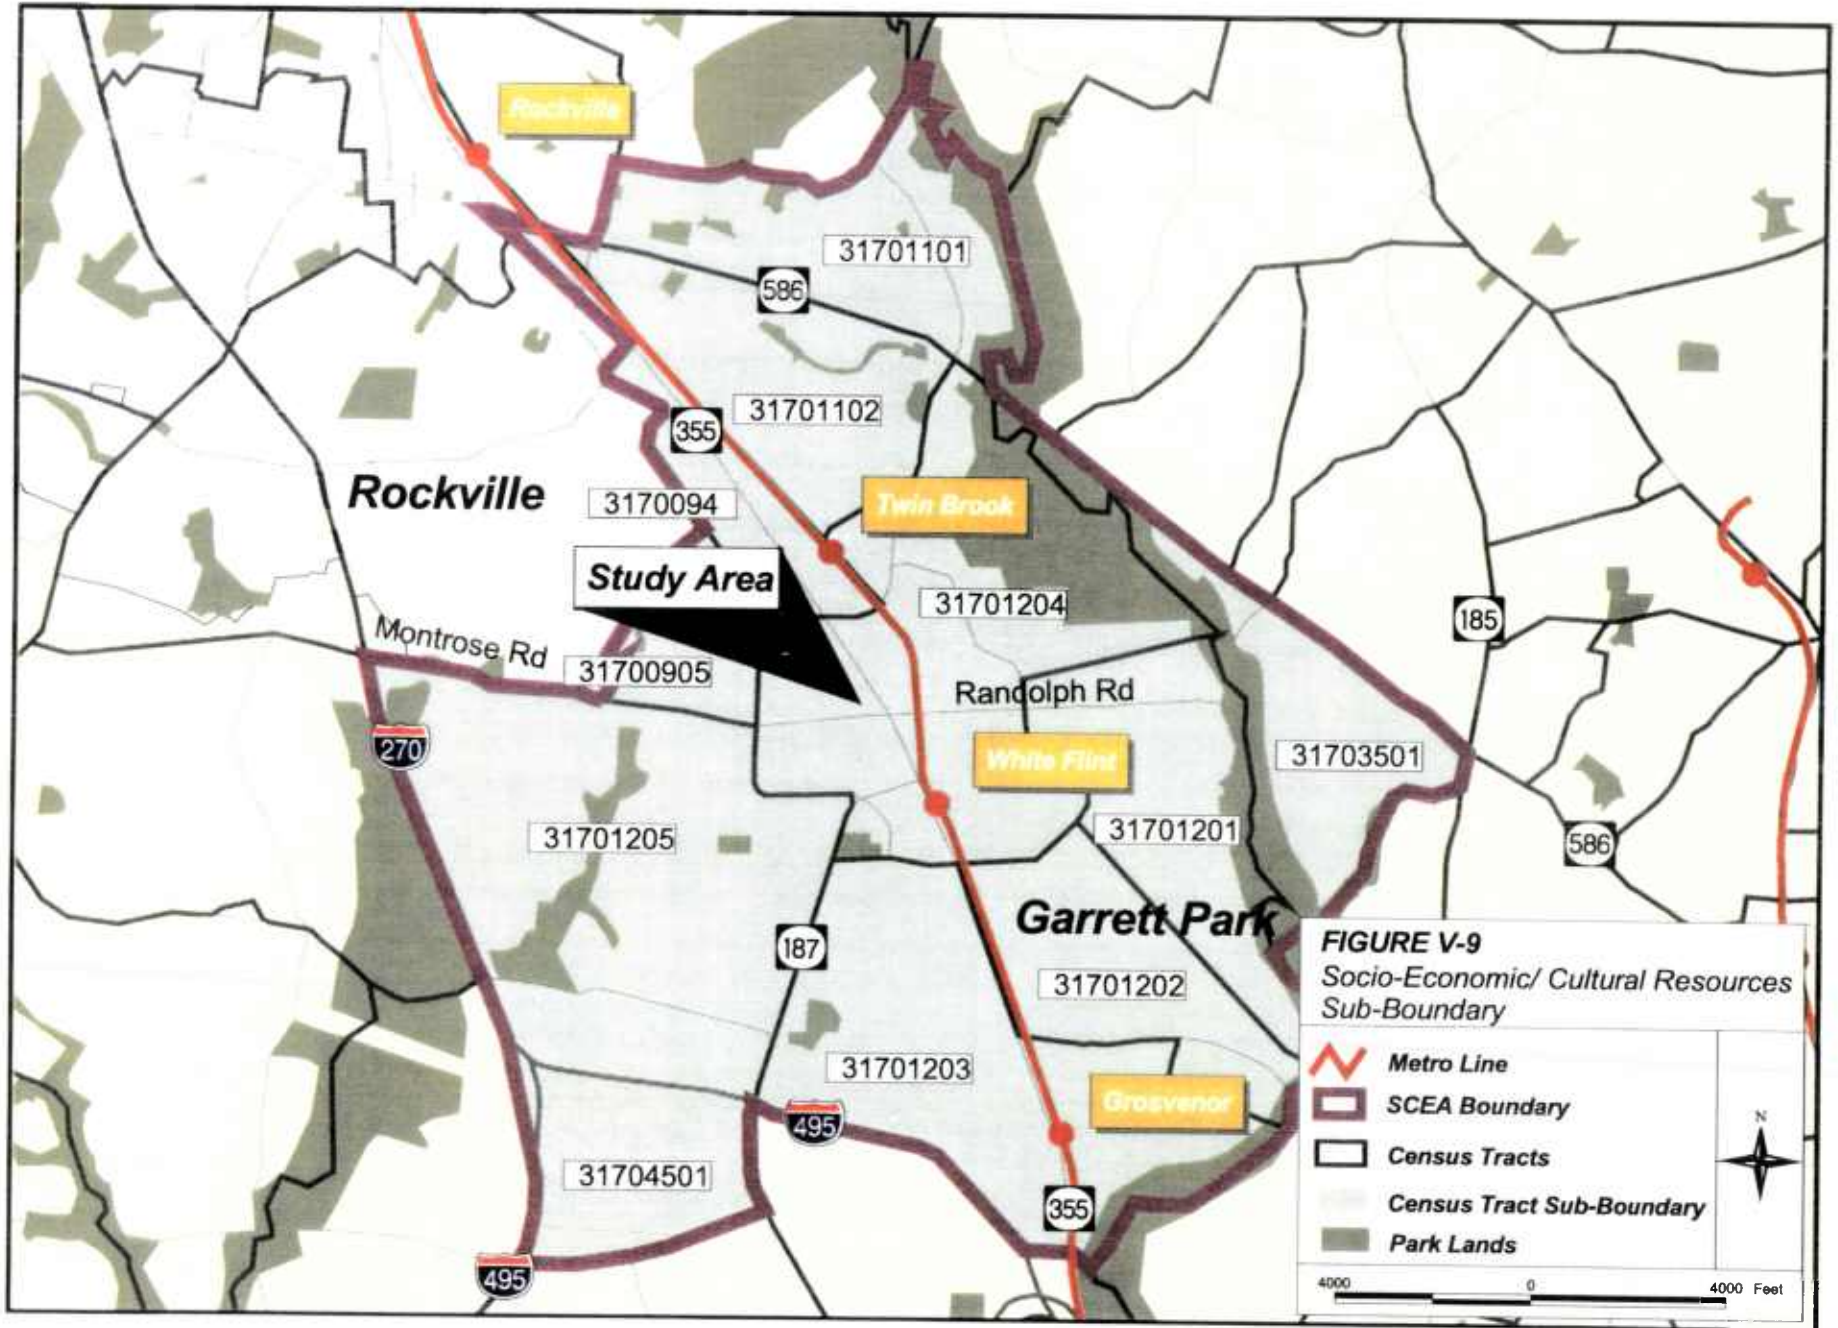 Rockville
31701101
586
31701102
355
Rockville
3170094
Twin Brook
Study Area
31701204
185
Montrose Rd
31700905
Randolph Rd
270
White Flint
31703501
31701205
31701201
586
187
Garrett Park
31701202
31701203
Grosvenor
495
31704501
355
495
FIGURE V-9
Socio-Economic/ Cultural Resources
Sub-Boundary
Metro Line
SCEA Boundary
Census Tracts
Census Tract Sub-Boundary
Park Lands
N
4000 0 4000 Feet